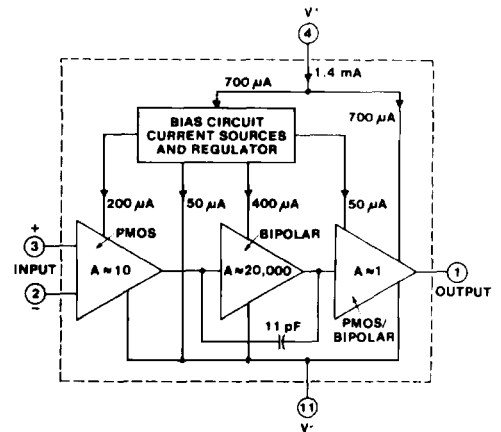 V+
4
1.4 mA
700 µA
700 µA
BIAS CIRCUIT
CURRENT SOURCES
AND REGULATOR
200 µA
50 µA
400 µA
50 µA
+
3
PMOS
BIPOLAR
INPUT
A ≈ 10
A ≈ 20,000
A ≈ 1
1
OUTPUT
2
−
11 pF
PMOS/
BIPOLAR
11
V-